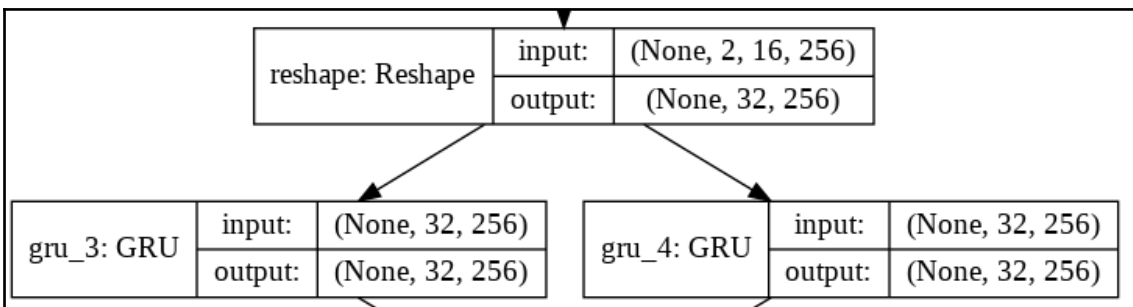 reshape: Reshape
input: (None, 2, 16, 256)
output: (None, 32, 256)
gru_3: GRU
input: (None, 32, 256)
output: (None, 32, 256)
gru_4: GRU
input: (None, 32, 256)
output: (None, 32, 256)